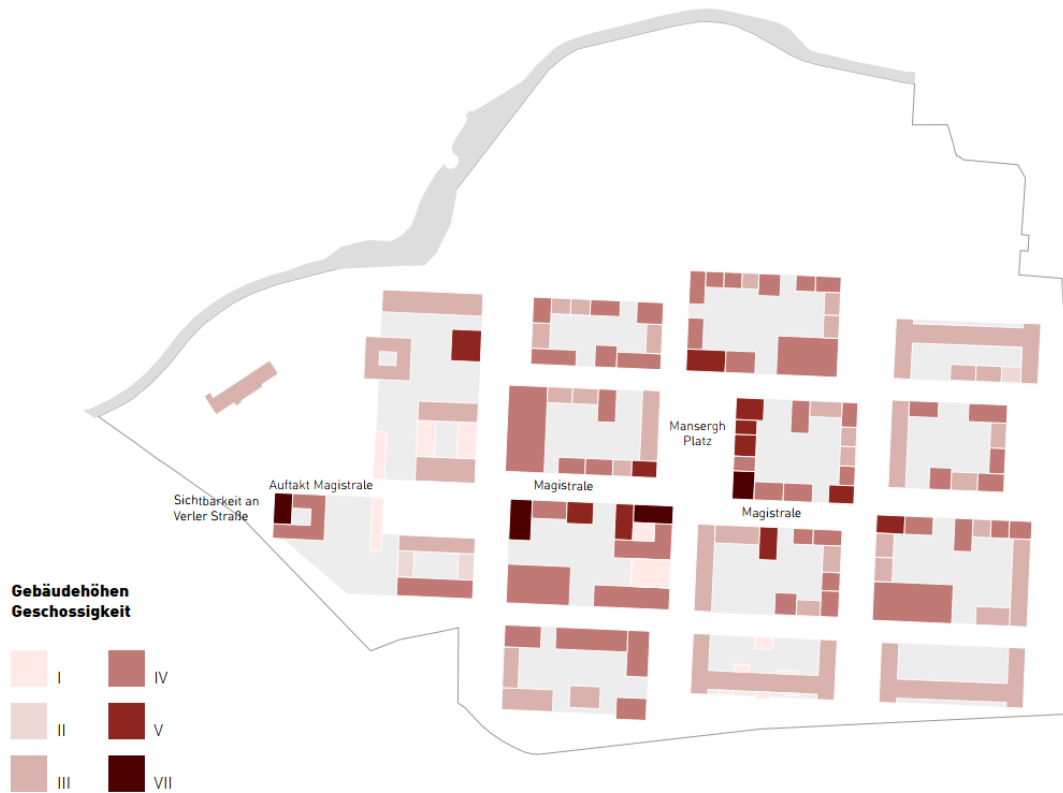 Mansergh
Platz
Auftakt Magistrale
Magistrale
Sichtbarkeit an
Verler Straße
Magistrale
Gebäudehöhen
Geschossigkeit
I
IV
II
V
III
VII